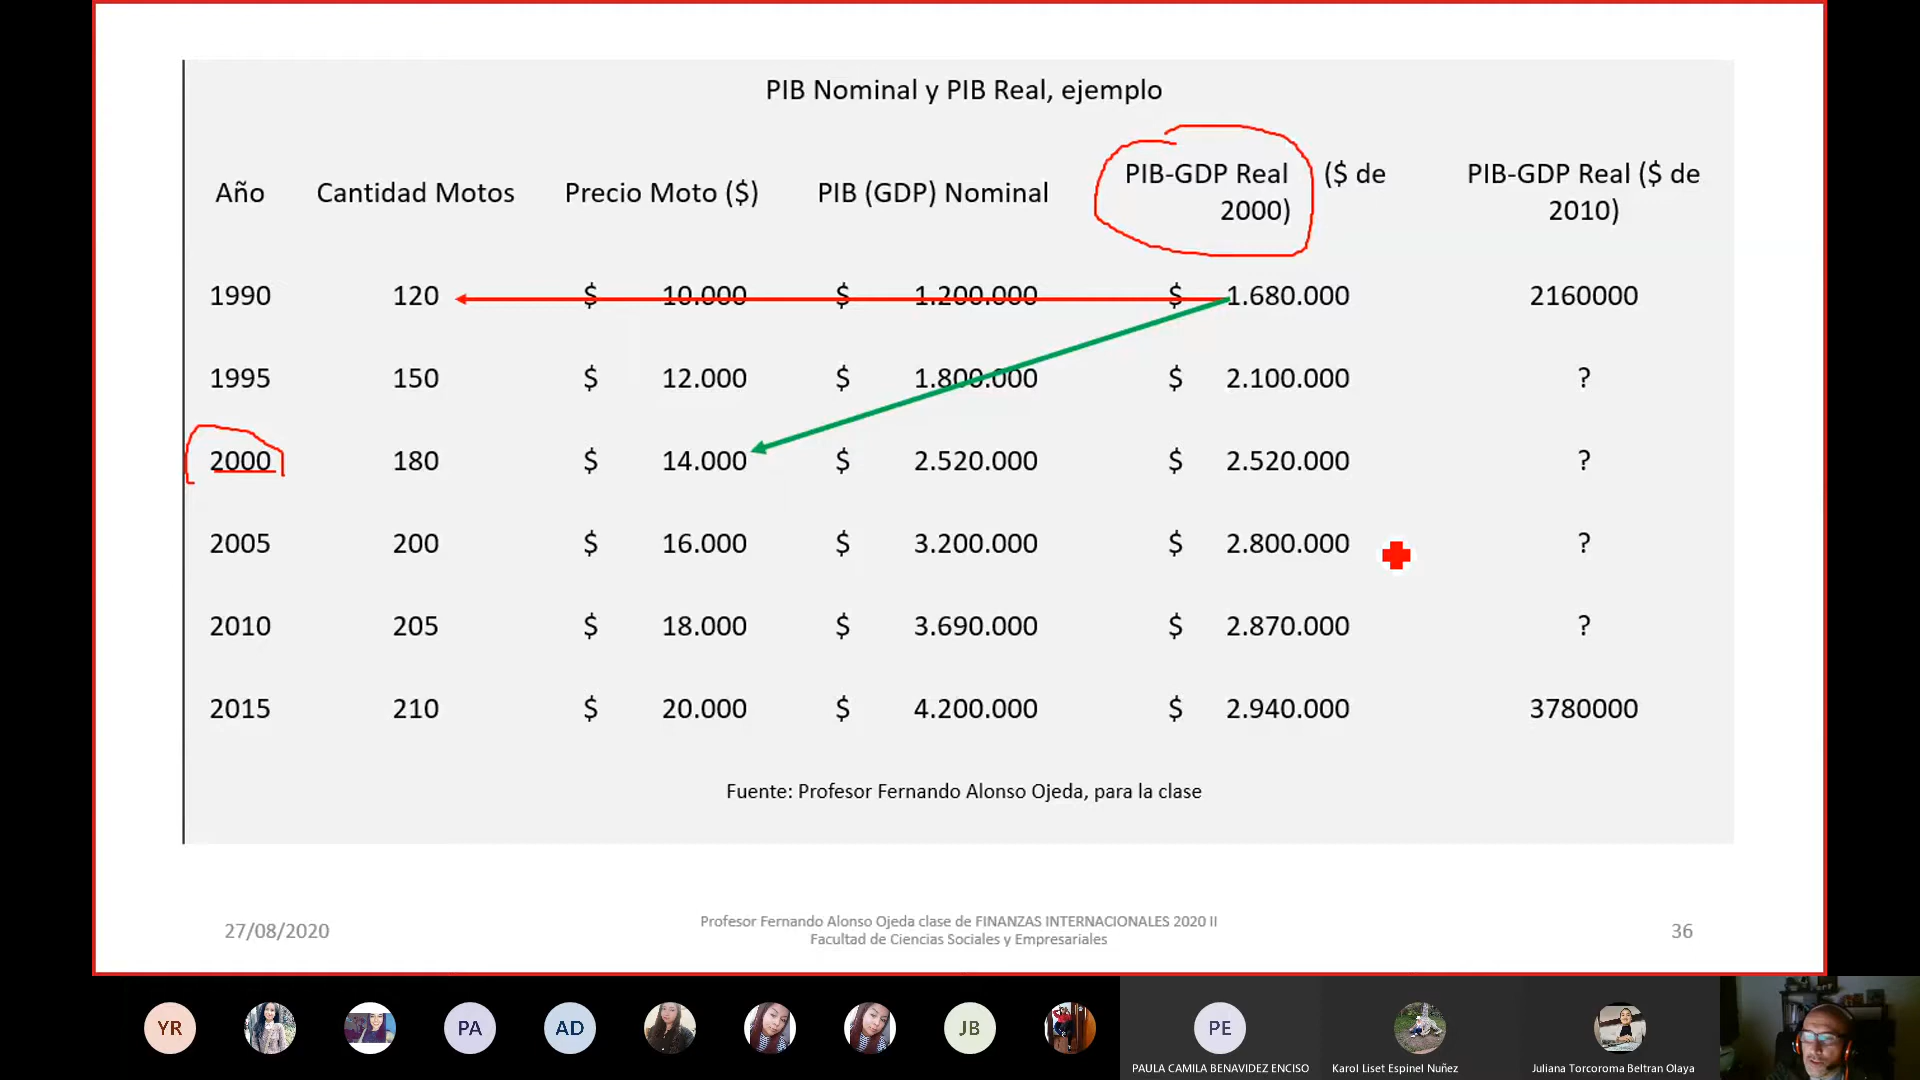 PIB Nominal y PIB Real, ejemplo
Año Cantidad Motos Precio Moto ($) PIB (GDP) Nominal PIB-GDP Real ($ de 2000) PIB-GDP Real ($ de 2010)
1990 120 $ 10.000 $ 1.200.000 $ 1.680.000 2160000
1995 150 $ 12.000 $ 1.800.000 $ 2.100.000 ?
2000 180 $ 14.000 $ 2.520.000 $ 2.520.000 ?
2005 200 $ 16.000 $ 3.200.000 $ 2.800.000 ?
2010 205 $ 18.000 $ 3.690.000 $ 2.870.000 ?
2015 210 $ 20.000 $ 4.200.000 $ 2.940.000 3780000
Fuente: Profesor Fernando Alonso Ojeda, para la clase
27/08/2020
Profesor Fernando Alonso Ojeda clase de FINANZAS INTERNACIONALES 2020 II
Facultad de Ciencias Sociales y Empresariales
36
YR PA AD JB PE
PAULA CAMILA BENAVIDEZ ENCISO Karol Liset Espinel Nuñez Juliana Torcoroma Beltran Olaya